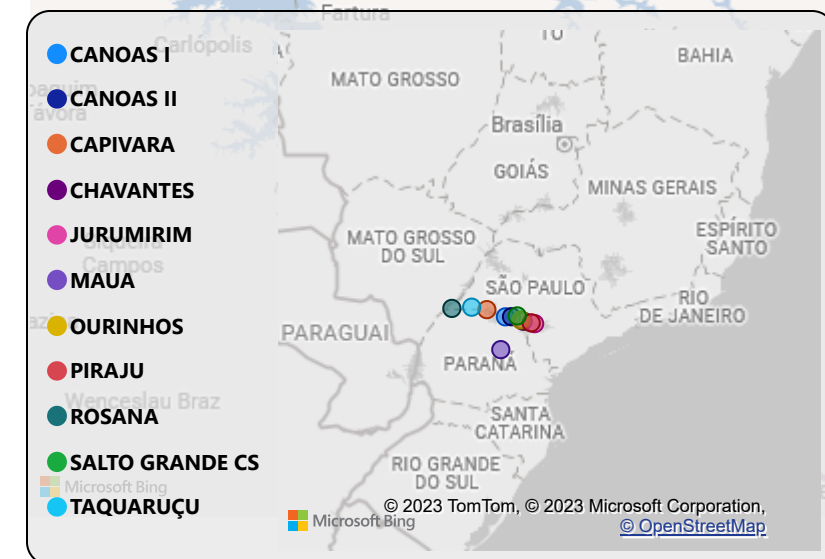 Fartura
Carlópolis
CANOAS I
CANOAS II
CAPIVARA
CHAVANTES
JURUMIRIM
Siqueira
Campos
MAUA
OURINHOS
PIRAJU
Wenceslau Braz
ROSANA
SALTO GRANDE CS
Microsoft Bing
TAQUARUÇU
TO
BAHIA
MATO GROSSO
Brasília
GOIÁS
MINAS GERAIS
ESPÍRITO
SANTO
MATO GROSSO
DO SUL
SÃO PAULO
RIO
DE JANEIRO
PARAGUAI
PARANÁ
SANTA
CATARINA
RIO GRANDE
DO SUL
Microsoft Bing
© 2023 TomTom, © 2023 Microsoft Corporation,
© OpenStreetMap